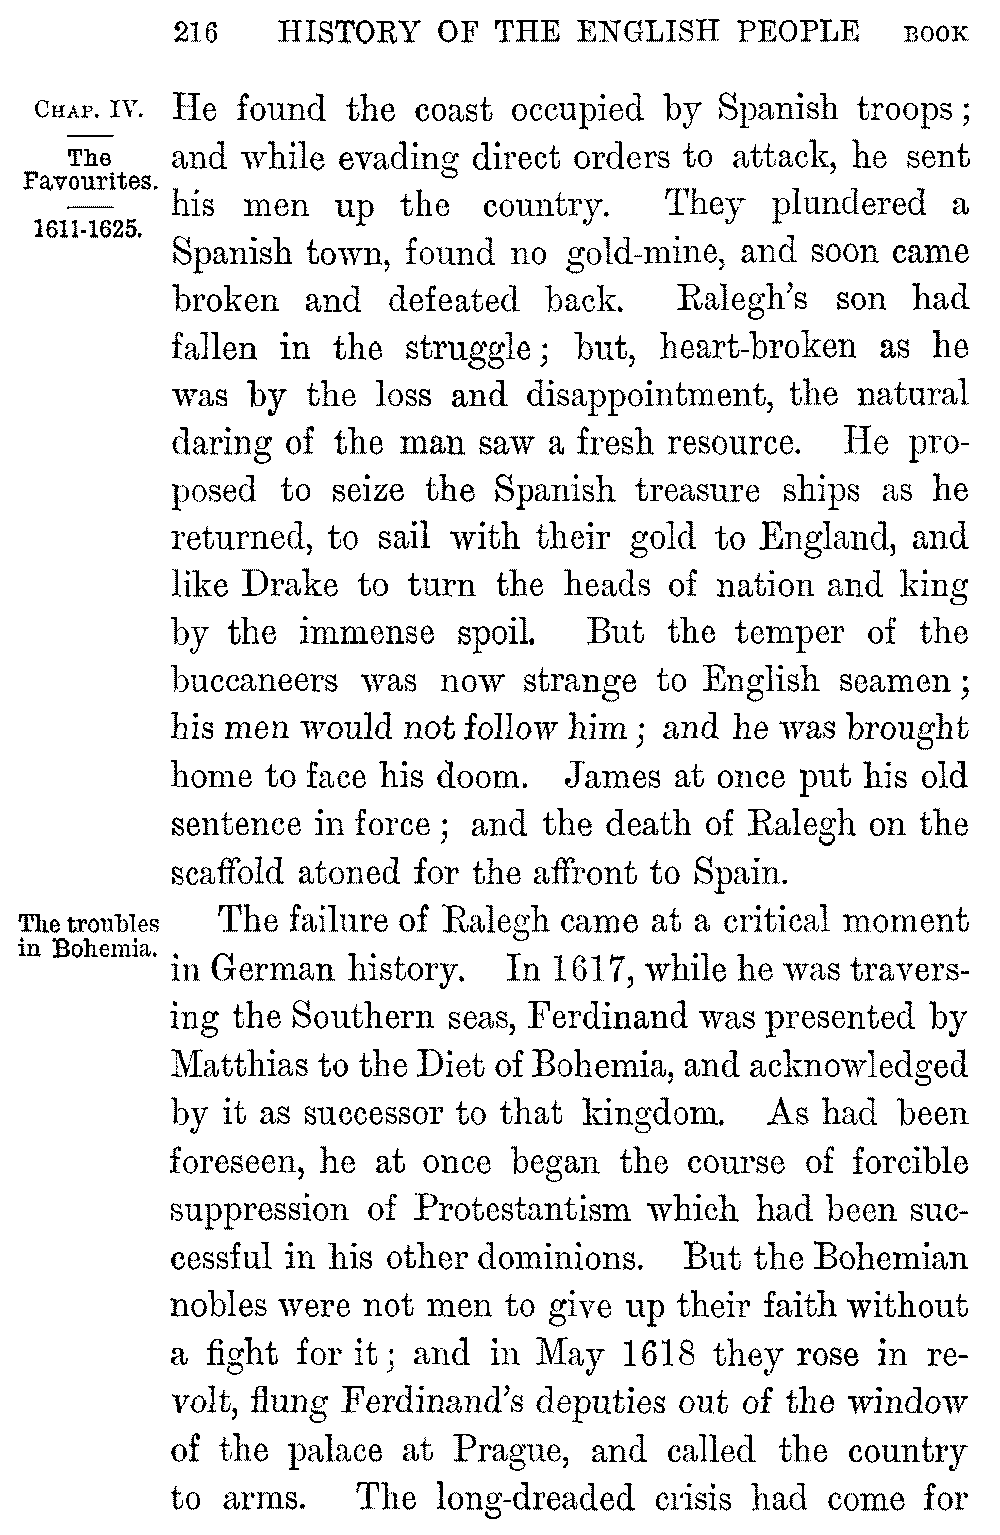 216 HISTORY OF THE ENGLISH PEOPLE BOOK
CHAP. IV.
The
Favourites.
1611-1625.
He found the coast occupied by Spanish troops;
and while evading direct orders to attack, he sent
his men up the country. They plundered a
Spanish town, found no gold-mine, and soon came
broken and defeated back. Ralegh's son had
fallen in the struggle; but, heart-broken as he
was by the loss and disappointment, the natural
daring of the man saw a fresh resource. He pro-
posed to seize the Spanish treasure ships as he
returned, to sail with their gold to England, and
like Drake to turn the heads of nation and king
by the immense spoil. But the temper of the
buccaneers was now strange to English seamen;
his men would not follow him; and he was brought
home to face his doom. James at once put his old
sentence in force; and the death of Ralegh on the
scaffold atoned for the affront to Spain.
The troubles
in Bohemia.
The failure of Ralegh came at a critical moment
in German history. In 1617, while he was travers-
ing the Southern seas, Ferdinand was presented by
Matthias to the Diet of Bohemia, and acknowledged
by it as successor to that kingdom. As had been
foreseen, he at once began the course of forcible
suppression of Protestantism which had been suc-
cessful in his other dominions. But the Bohemian
nobles were not men to give up their faith without
a fight for it; and in May 1618 they rose in re-
volt, flung Ferdinand's deputies out of the window
of the palace at Prague, and called the country
to arms. The long-dreaded crisis had come for